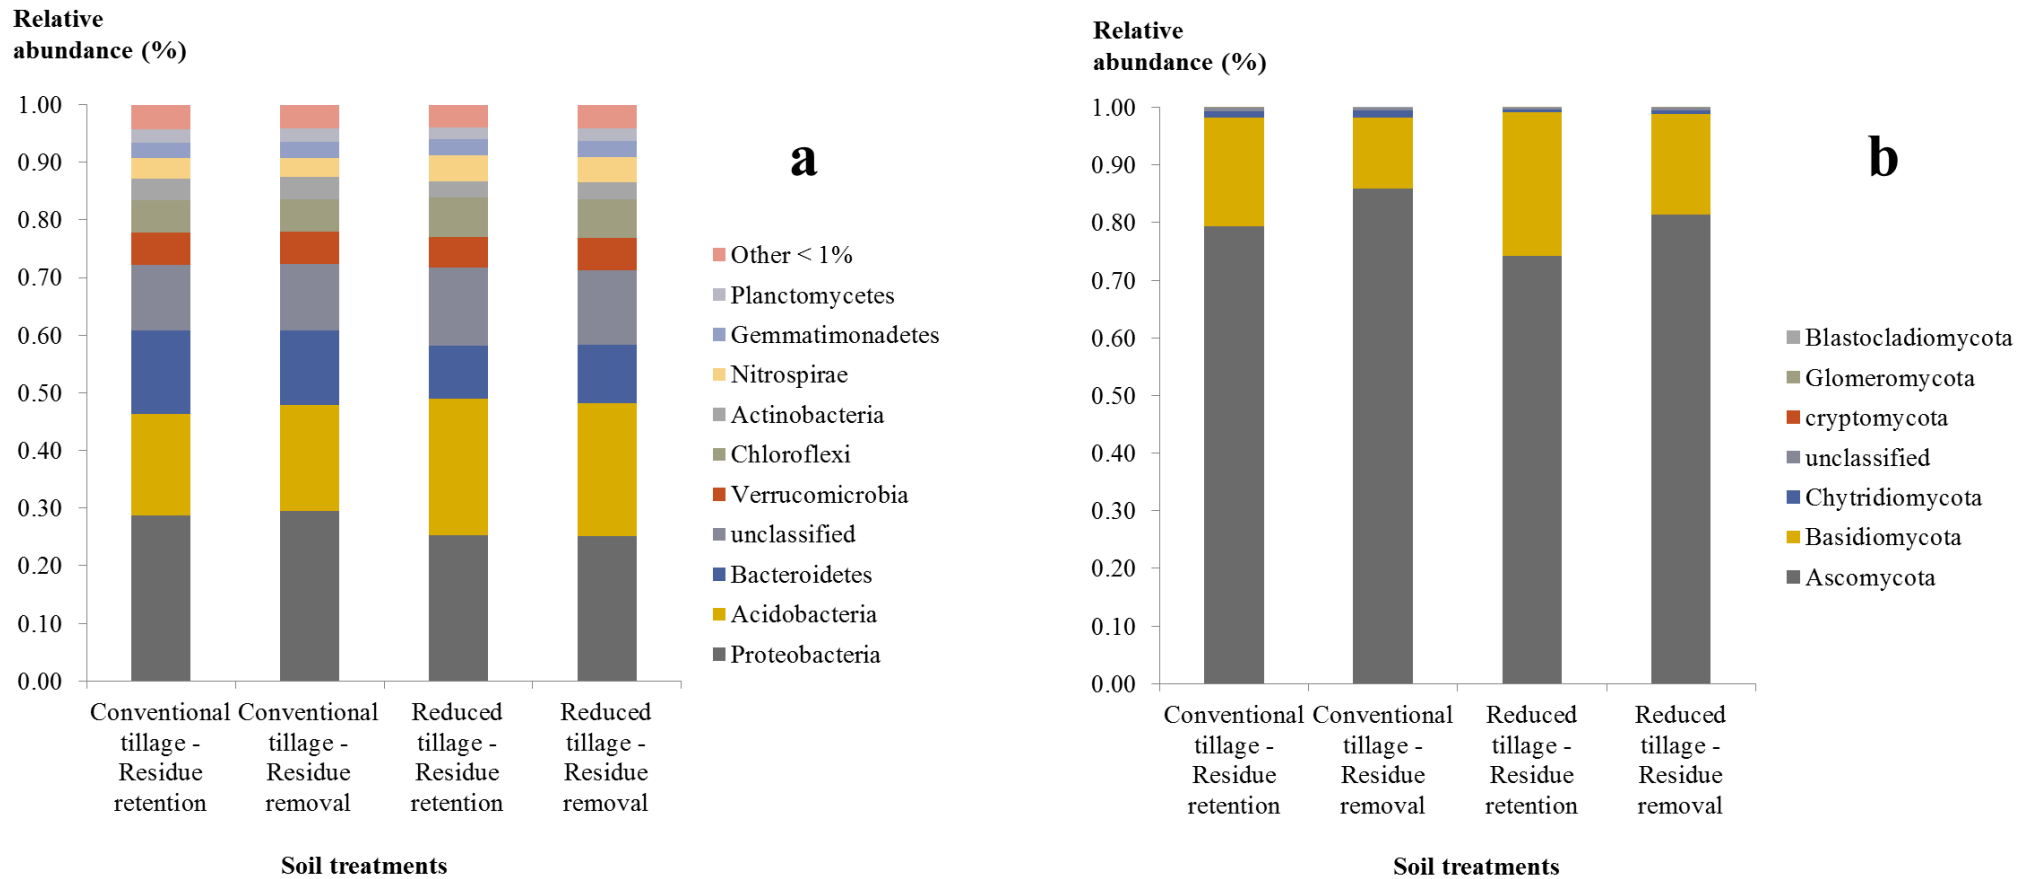 Relative
abundance (%)
1.00
0.90
0.80
0.70
0.60
0.50
0.40
0.30
0.20
0.10
0.00
a
Other < 1%
Planctomycetes
Gemmatimonadetes
Nitrospirae
Actinobacteria
Chloroflexi
Verrucomicrobia
unclassified
Bacteroidetes
Acidobacteria
Proteobacteria
Conventional
tillage -
Residue
retention
Conventional
tillage -
Residue
removal
Reduced
tillage -
Residue
retention
Reduced
tillage -
Residue
removal
Soil treatments
Relative
abundance (%)
1.00
0.90
0.80
0.70
0.60
0.50
0.40
0.30
0.20
0.10
0.00
b
Blastocladiomycota
Glomeromycota
cryptomycota
unclassified
Chytridiomycota
Basidiomycota
Ascomycota
Conventional
tillage -
Residue
retention
Conventional
tillage -
Residue
removal
Reduced
tillage -
Residue
retention
Reduced
tillage -
Residue
removal
Soil treatments